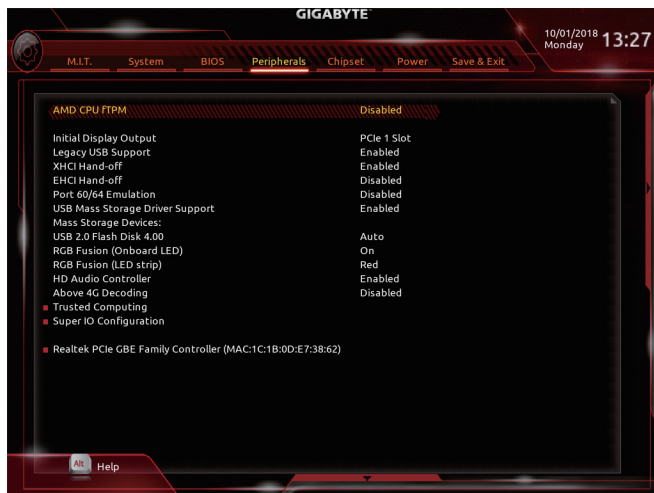 GIGABYTE
10/01/2018 13:27
Monday
M.I.T. System BIOS Peripherals Chipset Power Save & Exit
AMD CPU fTPM Disabled
Initial Display Output PCIe 1 Slot
Legacy USB Support Enabled
XHCI Hand-off Enabled
EHCI Hand-off Disabled
Port 60/64 Emulation Disabled
USB Mass Storage Driver Support Enabled
Mass Storage Devices:
USB 2.0 Flash Disk 4.00 Auto
RGB Fusion (Onboard LED) On
RGB Fusion (LED strip) Red
HD Audio Controller Enabled
Above 4G Decoding Disabled
Trusted Computing
Super IO Configuration
Realtek PCIe GBE Family Controller (MAC:1C:1B:0D:E7:38:62)
Alt Help